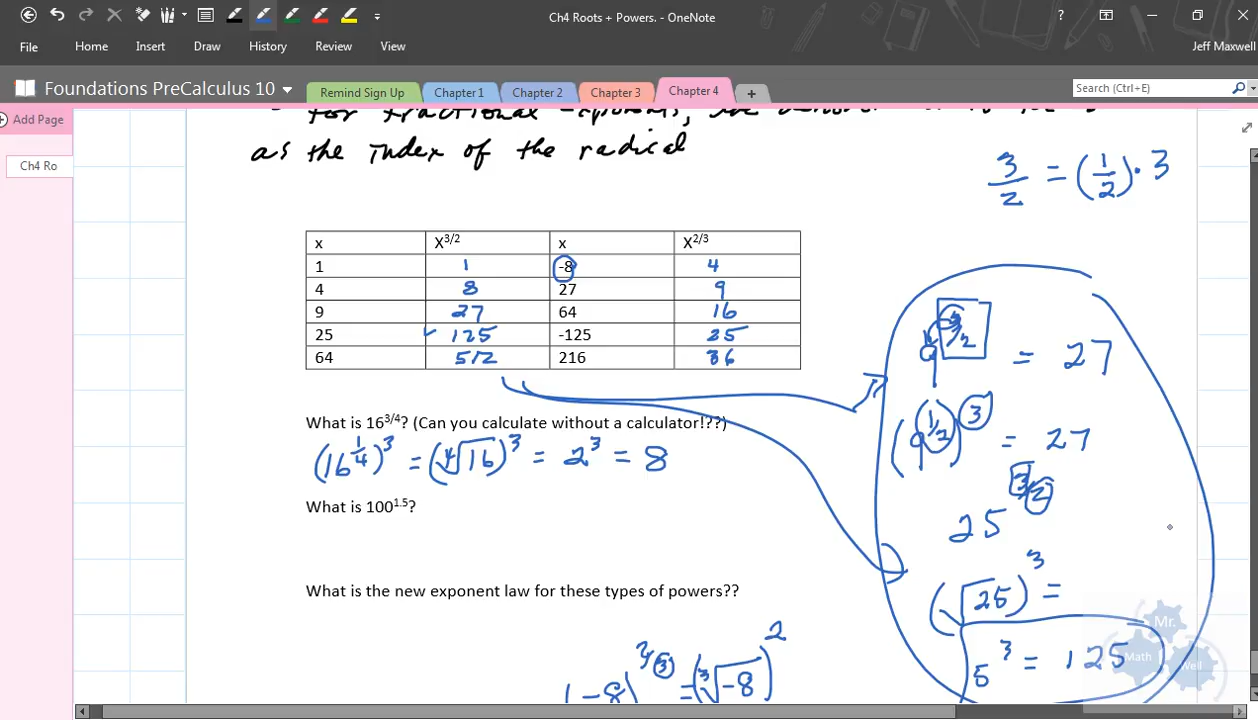 Ch4 Roots + Powers. - OneNote
?
File Home Insert Draw History Review View
Jeff Maxwell
Foundations PreCalculus 10
Remind Sign Up Chapter 1 Chapter 2 Chapter 3 Chapter 4 +
Search (Ctrl+E)
Add Page
Ch4 Ro
for fractional
as the index of the radical
3/2 = (1/2) · 3
x X^3/2 x X^2/3
1 1 -8 4
4 8 27 9
9 27 64 16
25 125 -125 25
64 512 216 36
9^3/2 = 27
(9^1/2)^3 = 27
25^3/2
(√25)^3 =
5^3 = 125
What is 16^3/4? (Can you calculate without a calculator!??)
(16^1/4)^3 = (∜16)^3 = 2^3 = 8
What is 100^1.5?
What is the new exponent law for these types of powers??
(-8)^2/3 = (∛-8)^2
Mr.
Math
Well